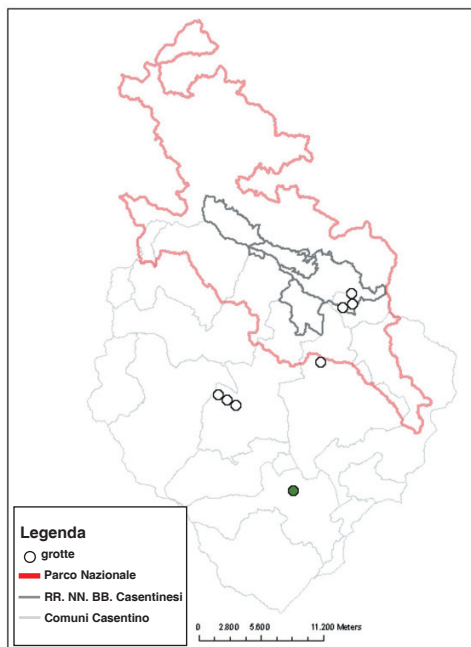 Legenda
grotte
Parco Nazionale
RR. NN. BB. Casentinesi
Comuni Casentino
0 2.800 5.600 11.200 Meters